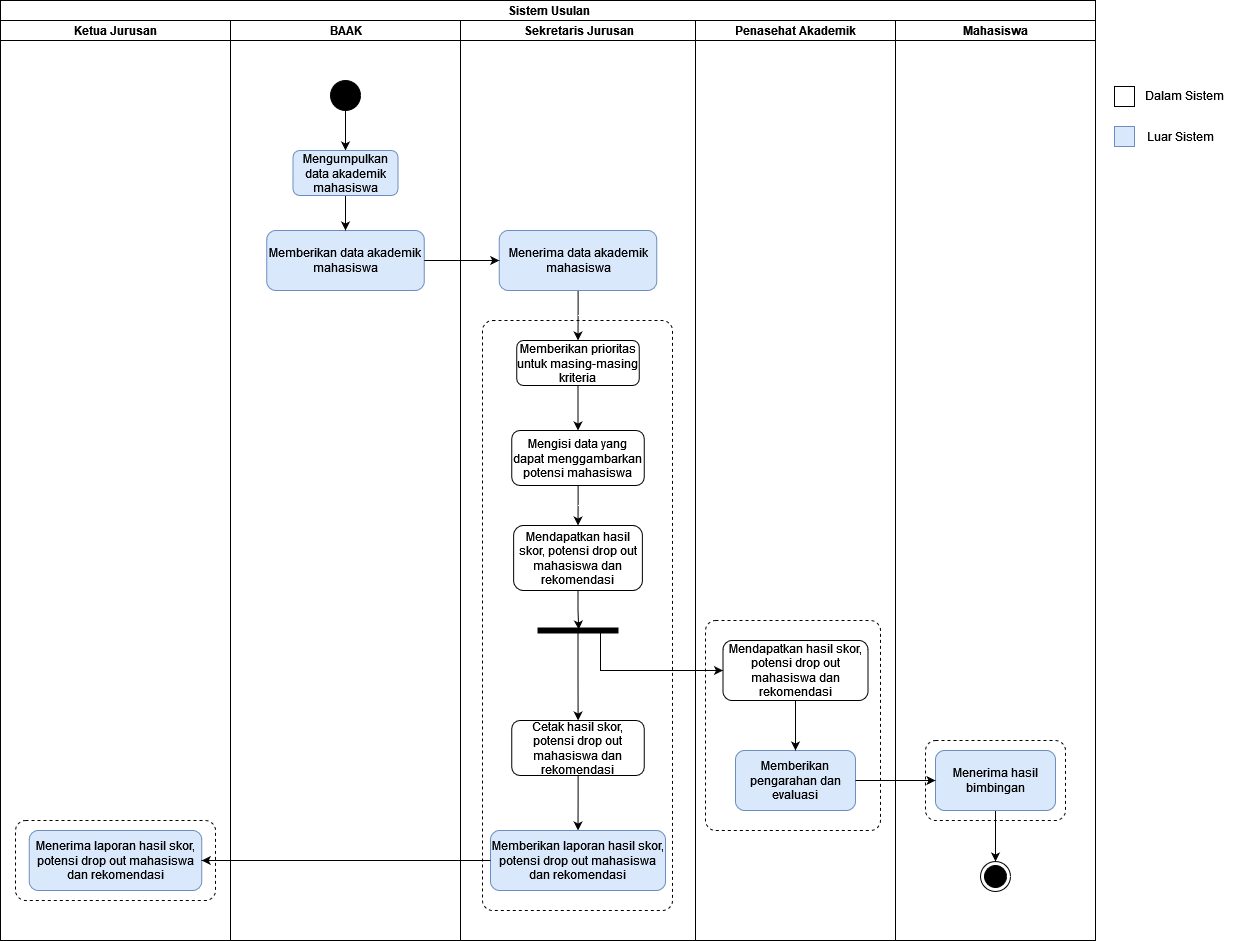 Sistem Usulan
Ketua Jurusan
BAAK
Sekretaris Jurusan
Penasehat Akademik
Mahasiswa
Dalam Sistem
Luar Sistem
Mengumpulkan
data akademik
mahasiswa
Memberikan data akademik
mahasiswa
Menerima data akademik
mahasiswa
Memberikan prioritas
untuk masing-masing
kriteria
Mengisi data yang
dapat menggambarkan
potensi mahasiswa
Mendapatkan hasil
skor, potensi drop out
mahasiswa dan
rekomendasi
Mendapatkan hasil skor,
potensi drop out
mahasiswa dan
rekomendasi
Cetak hasil skor,
potensi drop out
mahasiswa dan
rekomendasi
Memberikan
pengarahan dan
evaluasi
Menerima hasil
bimbingan
Menerima laporan hasil skor,
potensi drop out mahasiswa
dan rekomendasi
Memberikan laporan hasil skor,
potensi drop out mahasiswa
dan rekomendasi